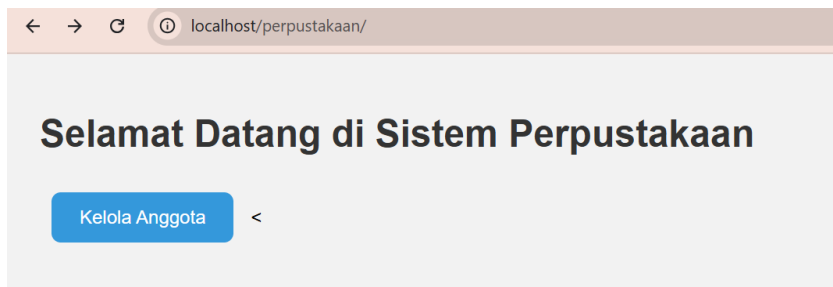 localhost/perpustakaan/
Selamat Datang di Sistem Perpustakaan
Kelola Anggota <